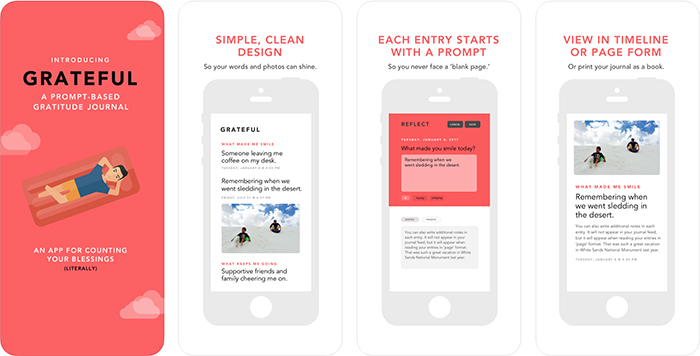 INTRODUCING
GRATEFUL
A PROMPT-BASED
GRATITUDE JOURNAL
AN APP FOR COUNTING
YOUR BLESSINGS
(LITERALLY)
SIMPLE, CLEAN
DESIGN
So your words and photos can shine.
GRATEFUL
WHAT MADE ME SMILE
Someone leaving me
coffee on my desk.
Remembering when we
went sledding in the desert.
WHAT KEEPS ME GOING
Supportive friends and
family cheering me on.
EACH ENTRY STARTS
WITH A PROMPT
So you never face a 'blank page.'
REFLECT
CANCEL
SAVE
TUESDAY, JANUARY 3, 2017
What made you smile today?
Remembering when we
went sledding in the desert.
You can also write additional notes in
each entry. It will not appear in your
journal feed, but it will appear when
reading your entries in 'page' format.
That was such a great vacation
in White Sands National
Monument last year.
VIEW IN TIMELINE
OR PAGE FORM
Or print your journal as a book.
WHAT MADE ME SMILE
Remembering when
we went sledding in
the desert.
You can also write additional notes in
each entry. It will not appear in your
journal feed, but it will appear when
reading your entries in
'page' format. That was such a great vacation
in White Sands National Monument last year.